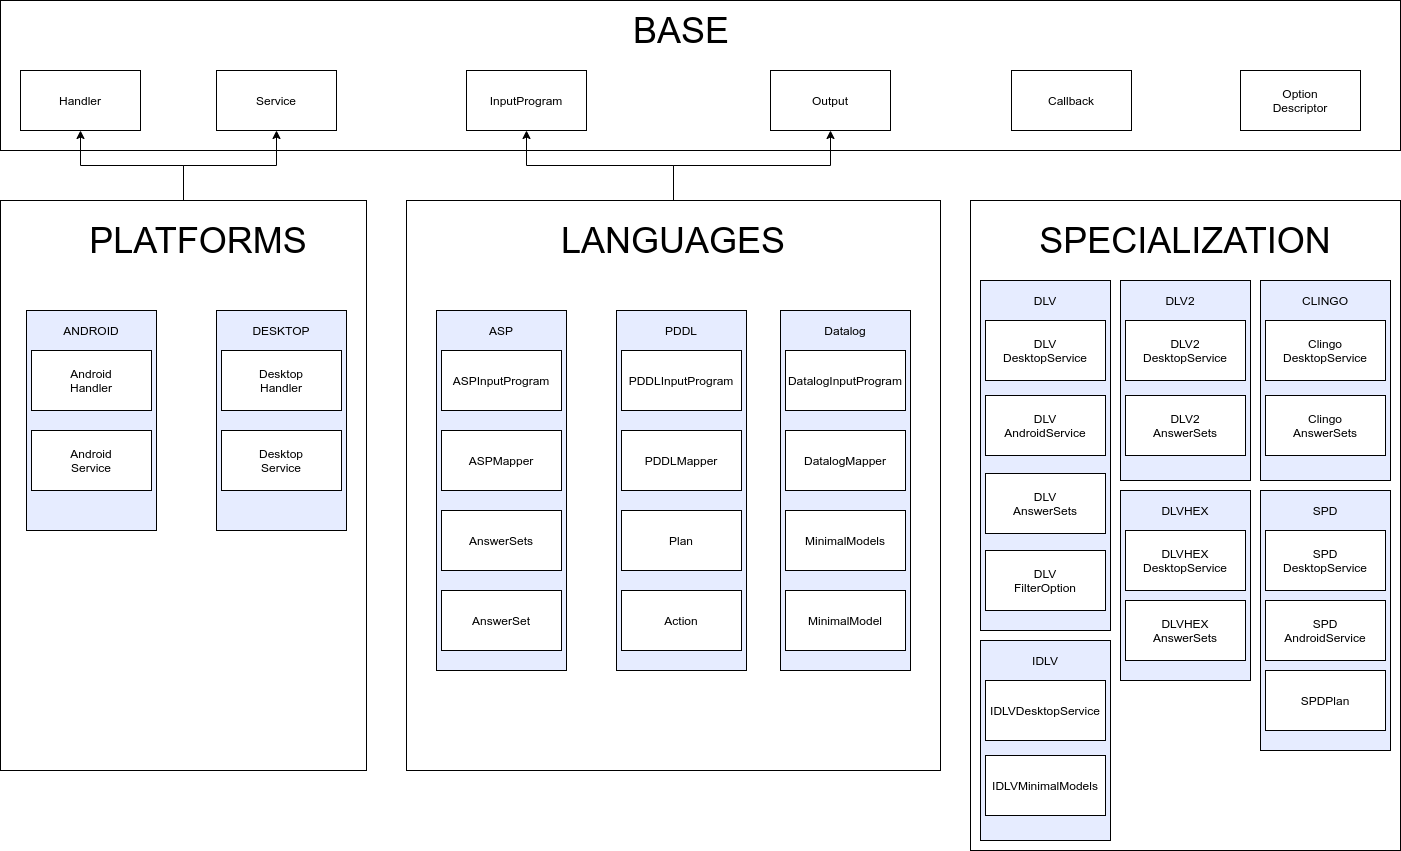 BASE
Handler
Service
InputProgram
Output
Callback
Option
Descriptor
PLATFORMS
ANDROID
Android
Handler
Android
Service
DESKTOP
Desktop
Handler
Desktop
Service
LANGUAGES
ASP
ASPInputProgram
ASPMapper
AnswerSets
AnswerSet
PDDL
PDDLInputProgram
PDDLMapper
Plan
Action
Datalog
DatalogInputProgram
DatalogMapper
MinimalModels
MinimalModel
SPECIALIZATION
DLV
DLV
DesktopService
DLV
AndroidService
DLV
AnswerSets
DLV
FilterOption
DLV2
DLV2
DesktopService
DLV2
AnswerSets
CLINGO
Clingo
DesktopService
Clingo
AnswerSets
IDLV
IDLVDesktopService
IDLVMinimalModels
DLVHEX
DLVHEX
DesktopService
DLVHEX
AnswerSets
SPD
SPD
DesktopService
SPD
AndroidService
SPDPlan